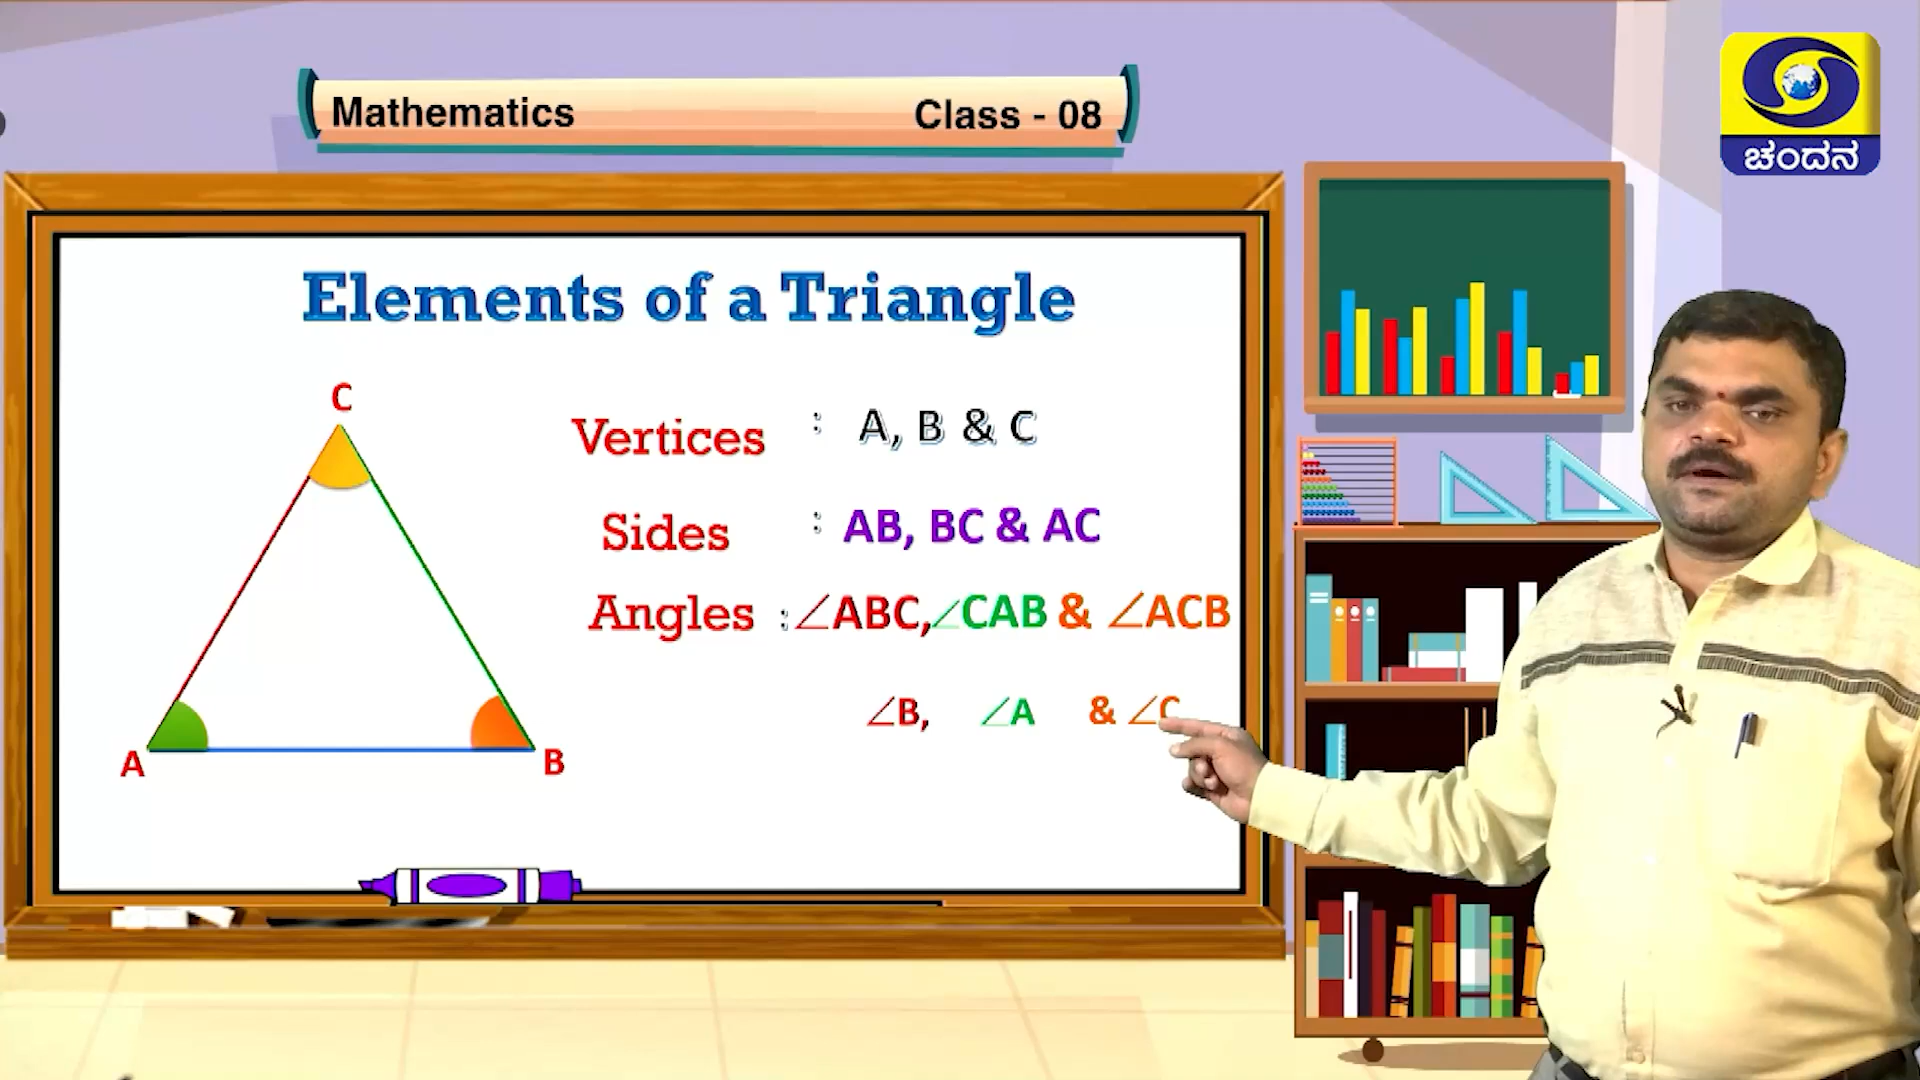 Mathematics Class - 08
ಚಂದನ
Elements of a Triangle
C
Vertices : A, B & C
Sides : AB, BC & AC
Angles : ∠ABC, ∠CAB & ∠ACB
∠B, ∠A & ∠C
A B